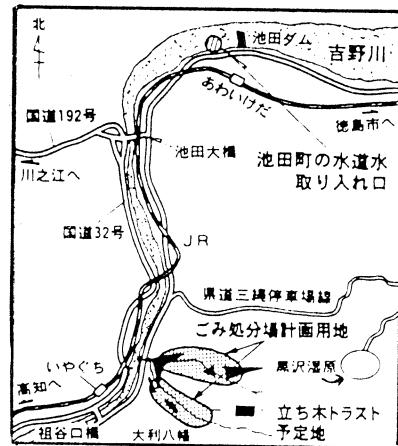 北
池田ダム
吉野川
あわいけだ
徳島市へ
国道192号
池田大橋
川之江へ
池田町の水道水
取り入れ口
国道32号
JR
県道三縄停車場線
ごみ処分場計画用地
黒沢湿原
いやぐち
高知へ
立ち木トラスト
予定地
祖谷口橋
大利八幡